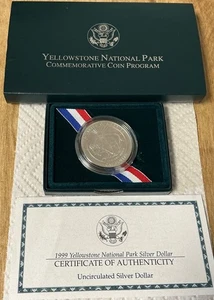 YELLOWSTONE NATIONAL PARK
COMMEMORATIVE COIN PROGRAM
1999 Yellowstone National Park Silver Dollar
CERTIFICATE OF AUTHENTICITY
Uncirculated Silver Dollar